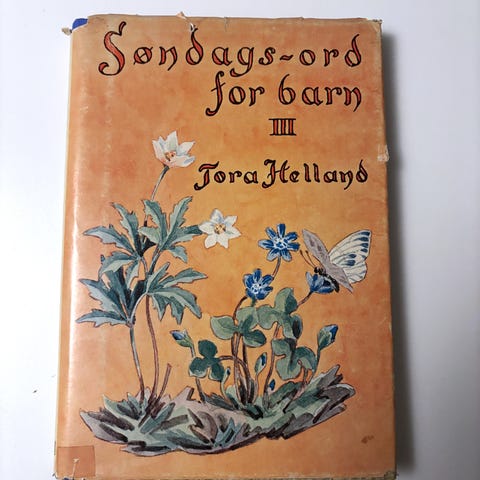 Søndags-ord
for barn
III
Tora Helland